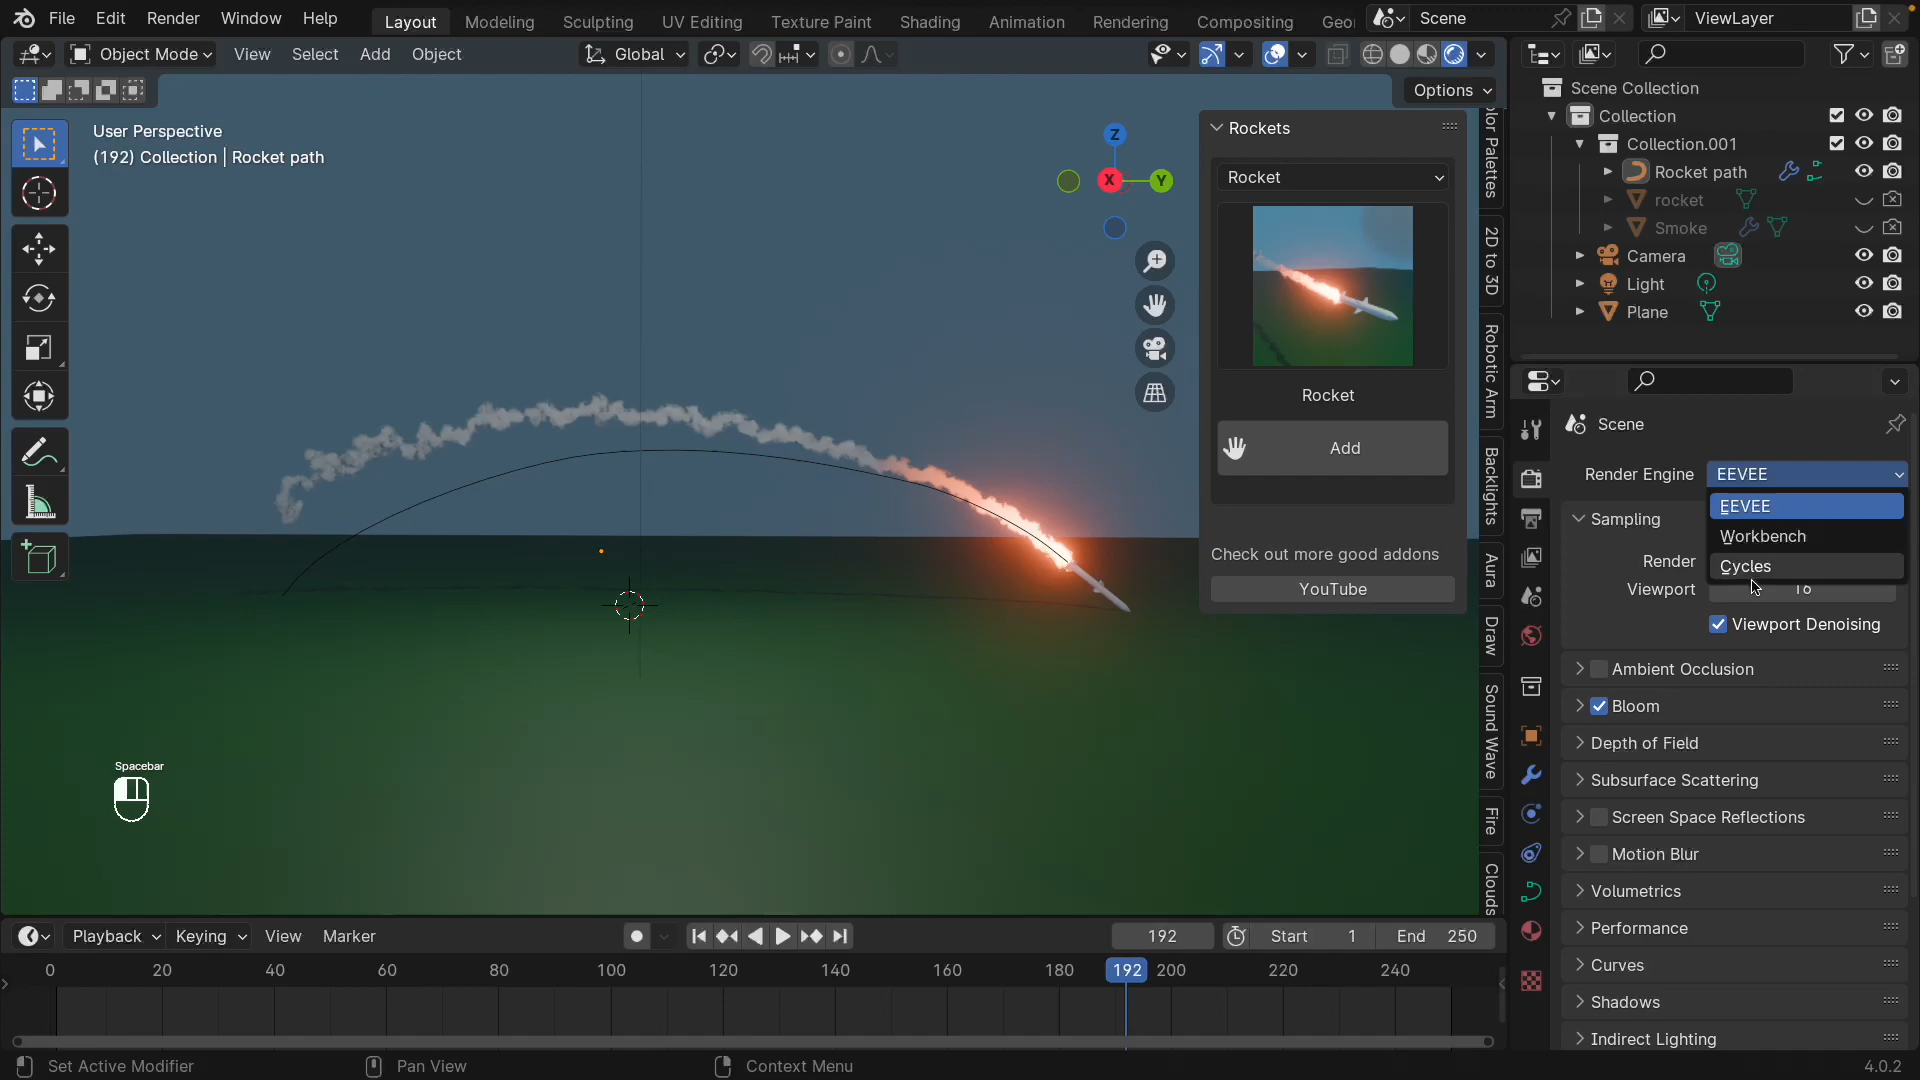 File Edit Render Window Help
Layout Modeling Sculpting UV Editing Texture Paint Shading Animation Rendering Compositing
Scene
ViewLayer
Object Mode View Select Add Object
Global
Options
User Perspective
(192) Collection | Rocket path
Z
X
Y
Rockets
Rocket
Rocket
Add
Check out more good addons
YouTube
Palettes
2D to 3D
Robotic Arm
Backlights
Aura
Draw
Sound Wave
Fire
Clouds
Scene Collection
Collection
Collection.001
Rocket path
rocket
Smoke
Camera
Light
Plane
Scene
Render Engine EEVEE
EEVEE
Workbench
Cycles
Sampling
Render
Viewport 16
Viewport Denoising
Ambient Occlusion
Bloom
Depth of Field
Subsurface Scattering
Screen Space Reflections
Motion Blur
Volumetrics
Performance
Curves
Shadows
Indirect Lighting
Spacebar
Playback Keying View Marker
192
Start 1
End 250
0 20 40 60 80 100 120 140 160 180 192 200 220 240
Set Active Modifier
Pan View
Context Menu
4.0.2